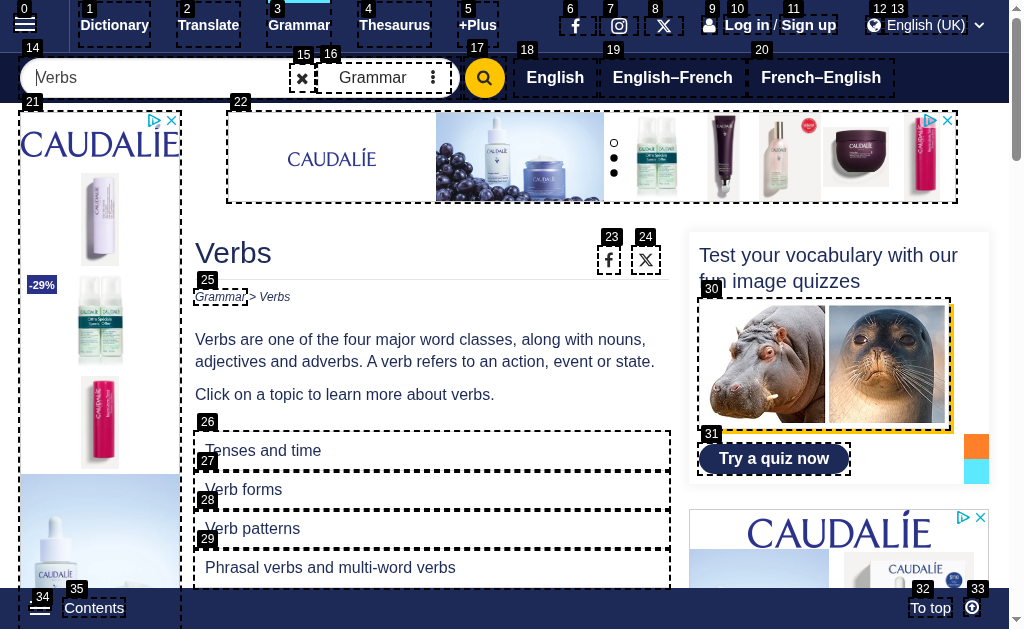 0 1 2 3 4 5 6 7 8 9 10 11 12 13
Dictionary Translate Grammar Thesaurus +Plus Log in / Sign up English (UK)
14 15 16 17 18 19 20
Verbs Grammar English English–French French–English
21 22
CAUDALÍE
CAUDALÍE
-29%
Verbs
23 24
25
Grammar > Verbs
Verbs are one of the four major word classes, along with nouns,
adjectives and adverbs. A verb refers to an action, event or state.
Click on a topic to learn more about verbs.
26
Tenses and time
27
Verb forms
28
Verb patterns
29
Phrasal verbs and multi-word verbs
Test your vocabulary with our
fun image quizzes
30
31
Try a quiz now
CAUDALÍE
34 35 32 33
Contents To top